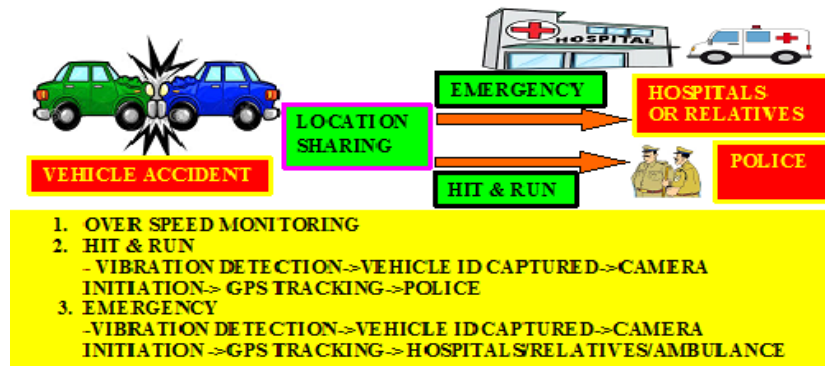 HOSPITAL
EMERGENCY
HOSPITALS
OR RELATIVES
LOCATION
SHARING
VEHICLE ACCIDENT
POLICE
HIT & RUN
1. OVER SPEED MONITORING
2. HIT & RUN
- VIBRATION DETECTION->VEHICLE ID CAPTURED->CAMERA
INITIATION-> GPS TRACKING->POLICE
3. EMERGENCY
-VIBRATION DETECTION->VEHICLE ID CAPTURED->CAMERA
INITIATION ->GPS TRACKING-> HOSPITALS/RELATIVES/AMBULANCE